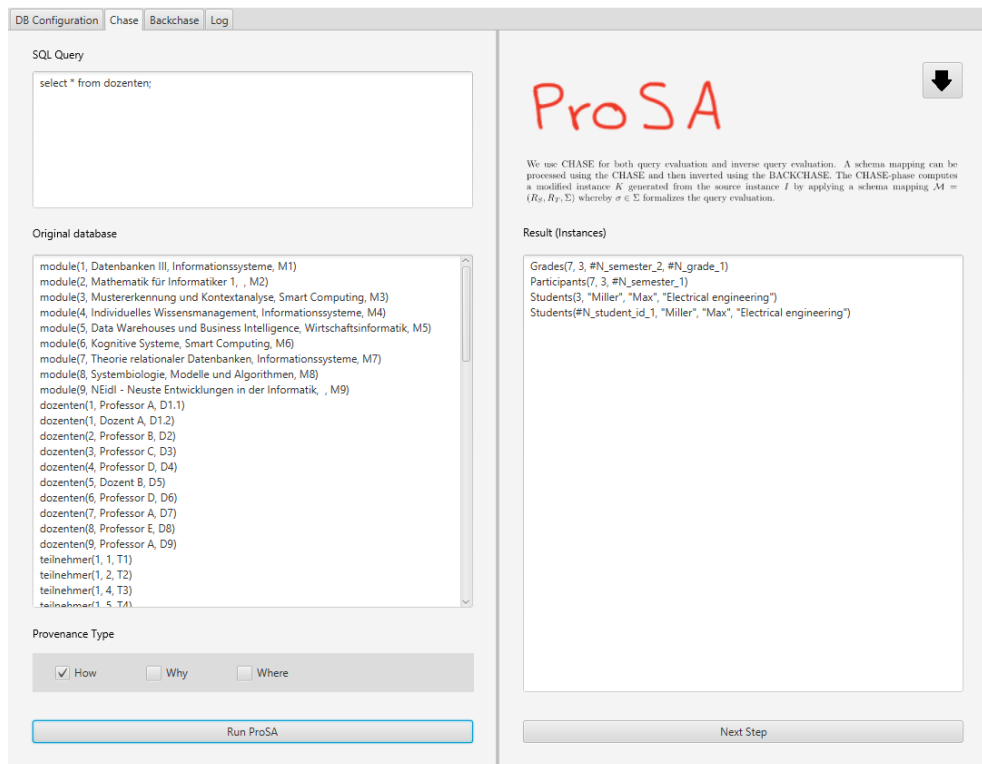 DB Configuration Chase Backchase Log
SQL Query
select * from dozenten;
Original database
module(1, Datenbanken III, Informationssysteme, M1)
module(2, Mathematik für Informatiker 1, , M2)
module(3, Mustererkennung und Kontextanalyse, Smart Computing, M3)
module(4, Individuelles Wissensmanagement, Informationssysteme, M4)
module(5, Data Warehouses und Business Intelligence, Wirtschaftsinformatik, M5)
module(6, Kognitive Systeme, Smart Computing, M6)
module(7, Theorie relationaler Datenbanken, Informationssysteme, M7)
module(8, Systembiologie, Modelle und Algorithmen, M8)
module(9, NEidI - Neuste Entwicklungen in der Informatik, , M9)
dozenten(1, Professor A, D1.1)
dozenten(1, Dozent A, D1.2)
dozenten(2, Professor B, D2)
dozenten(3, Professor C, D3)
dozenten(4, Professor D, D4)
dozenten(5, Dozent B, D5)
dozenten(6, Professor D, D6)
dozenten(7, Professor A, D7)
dozenten(8, Professor E, D8)
dozenten(9, Professor A, D9)
teilnehmer(1, 1, T1)
teilnehmer(1, 2, T2)
teilnehmer(1, 4, T3)
teilnehmer(1, 5, T4)
Provenance Type
How Why Where
Run ProSA
ProSA
We use CHASE for both query evaluation and inverse query evaluation. A schema mapping can be
processed using the CHASE and then inverted using the BACKCHASE. The CHASE-phase computes
a modified instance K generated from the source instance I by applying a schema mapping ℳ =
(R_S, R_T, Σ) whereby σ ∈ Σ formalizes the query evaluation.
Result (Instances)
Grades(7, 3, #N_semester_2, #N_grade_1)
Participants(7, 3, #N_semester_1)
Students(3, "Miller", "Max", "Electrical engineering")
Students(#N_student_id_1, "Miller", "Max", "Electrical engineering")
Next Step